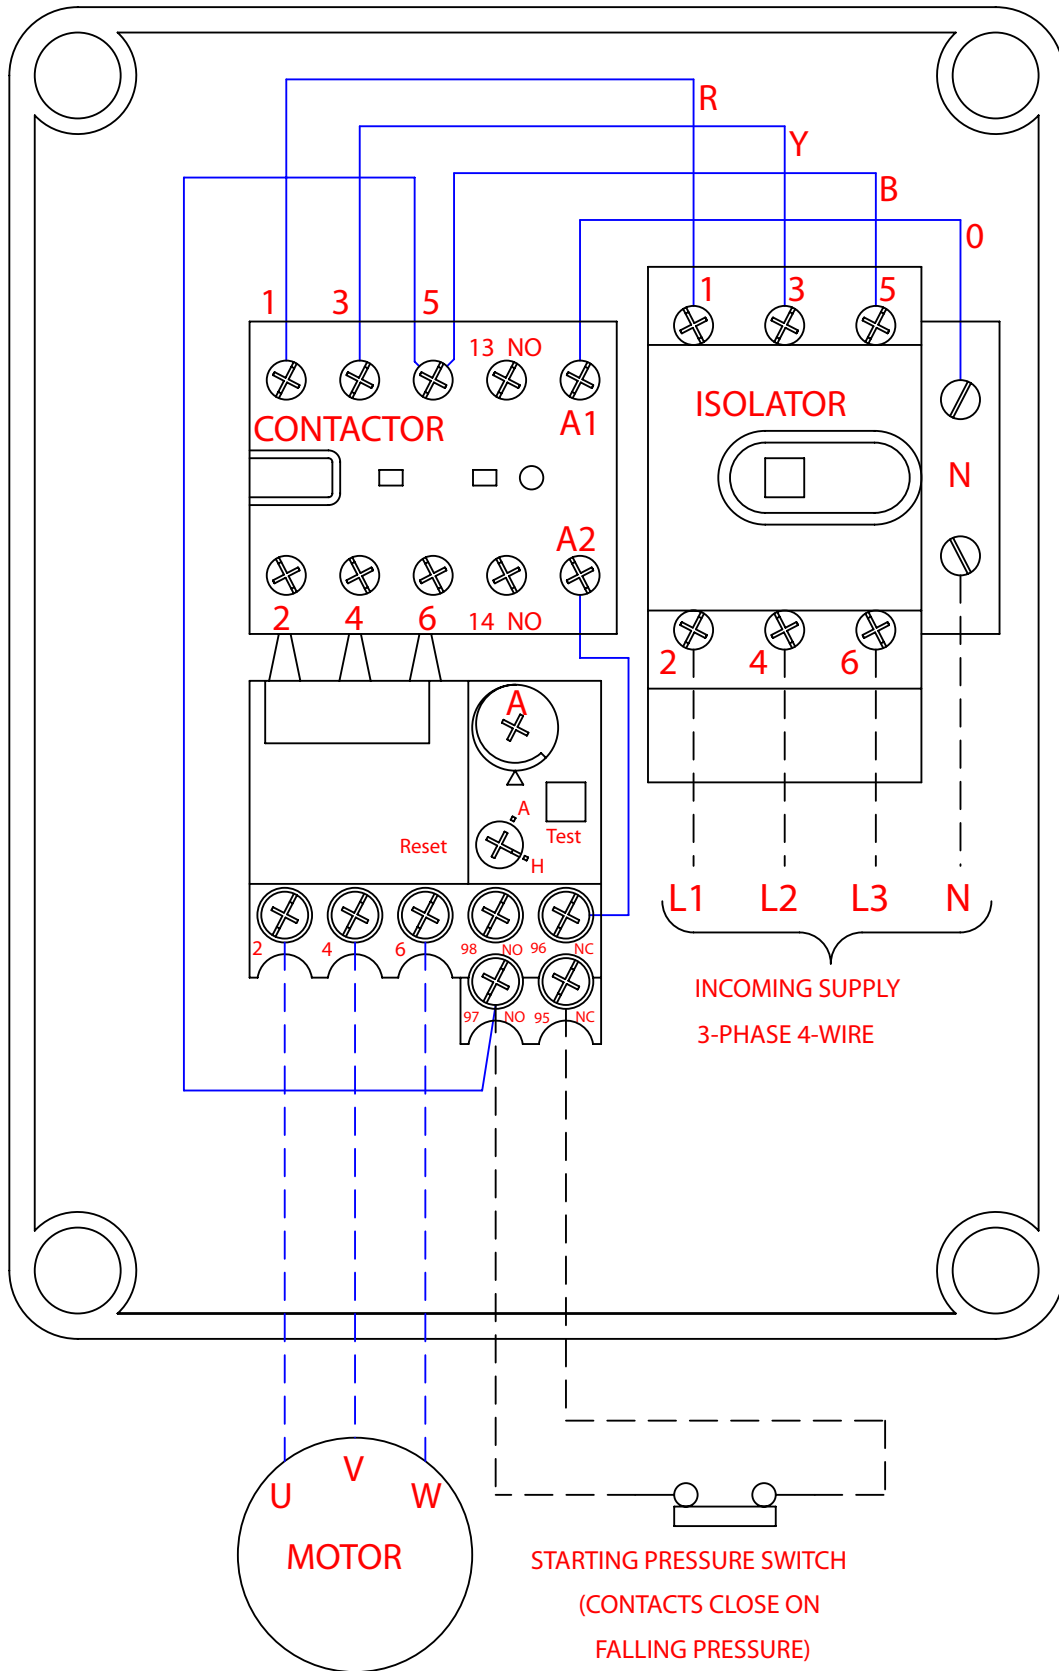 R
Y
B
0
1 3 5
13 NO
1 3 5
CONTACTOR
A1
ISOLATOR
N
A2
2 4 6
14 NO
2 4 6
A
A
Test
Reset
H
L1 L2 L3 N
2 4 6 98 NO 96 NC
97 NO 95 NC
INCOMING SUPPLY
3-PHASE 4-WIRE
U V W
MOTOR
STARTING PRESSURE SWITCH
(CONTACTS CLOSE ON
FALLING PRESSURE)